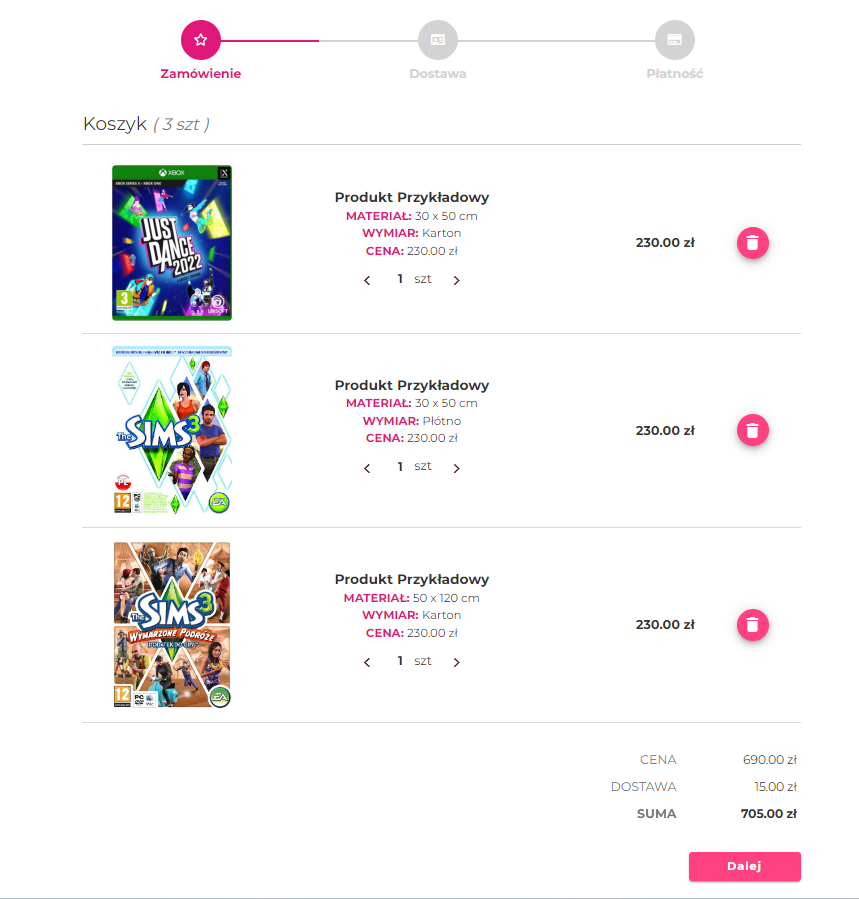 Zamówienie
Dostawa
Płatność
Koszyk ( 3 szt )
XBOX
JUST
DANCE
2022
3
UBISOFT
Produkt Przykładowy
MATERIAŁ: 30 x 50 cm
WYMIAR: Karton
CENA: 230.00 zł
1 szt
230.00 zł
The
SIMS 3
PC
12
EA
Produkt Przykładowy
MATERIAŁ: 30 x 50 cm
WYMIAR: Płótno
CENA: 230.00 zł
1 szt
230.00 zł
The
SIMS 3
WYMARZONE PODRÓŻE
DODATEK DO GRY
12
PC
Mac
EA
Produkt Przykładowy
MATERIAŁ: 50 x 120 cm
WYMIAR: Karton
CENA: 230.00 zł
1 szt
230.00 zł
CENA 690.00 zł
DOSTAWA 15.00 zł
SUMA 705.00 zł
Dalej